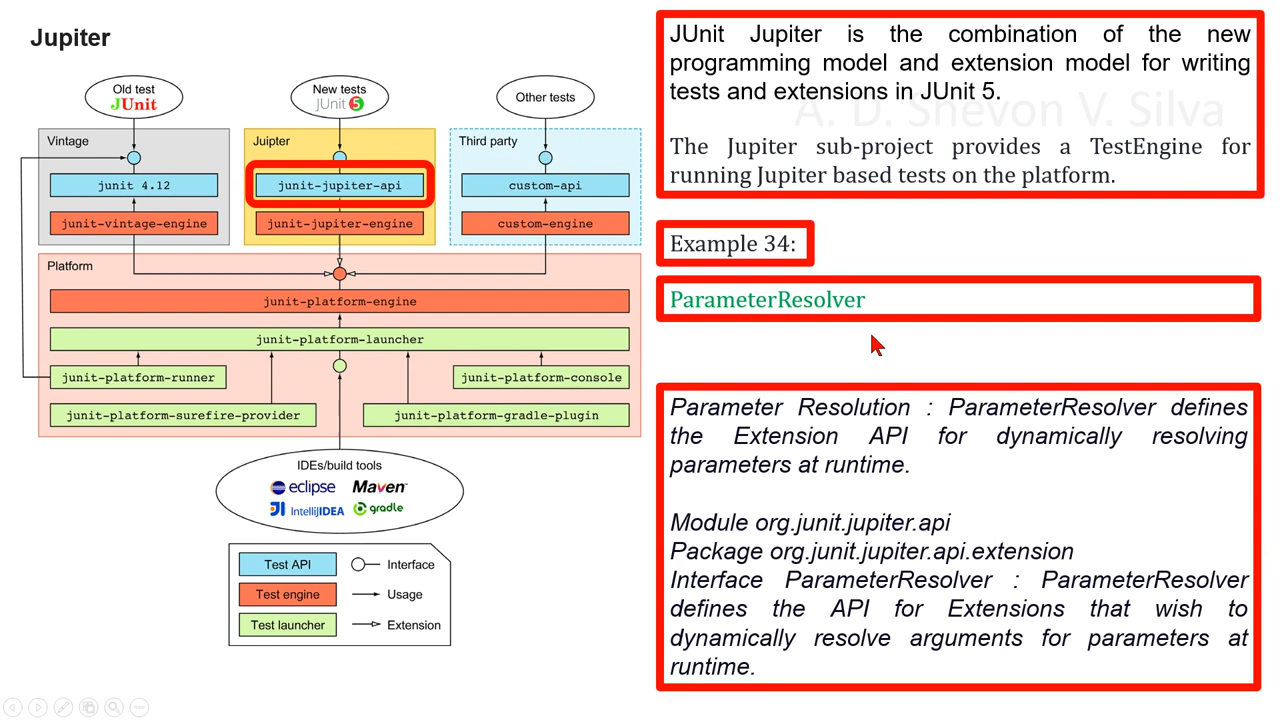 Jupiter
Old test
JUnit
New tests
JUnit 5
Other tests
Vintage
Juipter
Third party
junit 4.12
junit-jupiter-api
custom-api
junit-vintage-engine
junit-jupiter-engine
custom-engine
Platform
junit-platform-engine
junit-platform-launcher
junit-platform-runner
junit-platform-console
junit-platform-surefire-provider
junit-platform-gradle-plugin
IDEs/build tools
eclipse
Maven
IntelliJIDEA
gradle
Test API
Interface
Test engine
Usage
Test launcher
Extension
JUnit Jupiter is the combination of the new
programming model and extension model for writing
tests and extensions in JUnit 5.
A. D. Shevon V. Silva
The Jupiter sub-project provides a TestEngine for
running Jupiter based tests on the platform.
Example 34:
ParameterResolver
Parameter Resolution : ParameterResolver defines
the Extension API for dynamically resolving
parameters at runtime.
Module org.junit.jupiter.api
Package org.junit.jupiter.api.extension
Interface ParameterResolver : ParameterResolver
defines the API for Extensions that wish to
dynamically resolve arguments for parameters at
runtime.